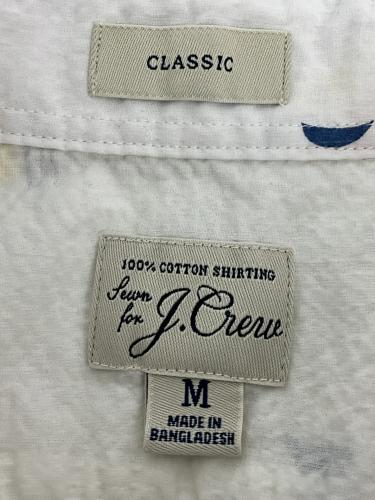 CLASSIC
100% COTTON SHIRTING
Sewn for J.Crew
M
MADE IN
BANGLADESH